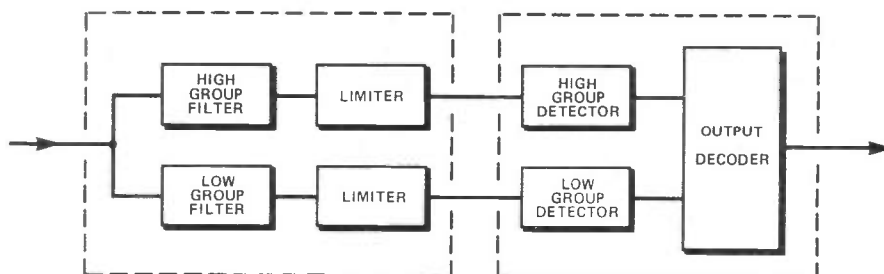 HIGH
GROUP
FILTER
LIMITER
HIGH
GROUP
DETECTOR
OUTPUT
DECODER
LOW
GROUP
FILTER
LIMITER
LOW
GROUP
DETECTOR